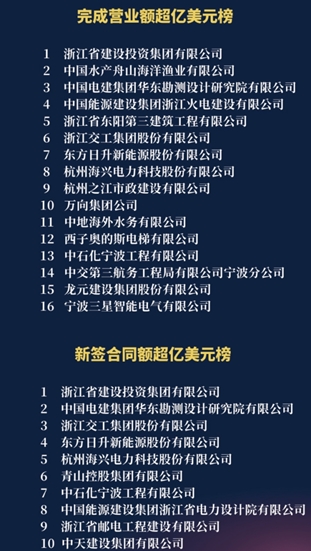 完成营业额超亿美元榜
1 浙江省建设投资集团有限公司
2 中国水产舟山海洋渔业有限公司
3 中国电建集团华东勘测设计研究院有限公司
4 中国能源建设集团浙江火电建设有限公司
5 浙江省东阳第三建筑工程有限公司
6 浙江交工集团股份有限公司
7 东方日升新能源股份有限公司
8 杭州海兴电力科技股份有限公司
9 杭州之江市政建设有限公司
10 万向集团公司
11 中地海外水务有限公司
12 西子奥的斯电梯有限公司
13 中石化宁波工程有限公司
14 中交第三航务工程局有限公司宁波分公司
15 龙元建设集团股份有限公司
16 宁波三星智能电气有限公司
新签合同额超亿美元榜
1 浙江省建设投资集团有限公司
2 中国电建集团华东勘测设计研究院有限公司
3 浙江交工集团股份有限公司
4 东方日升新能源股份有限公司
5 杭州海兴电力科技股份有限公司
6 青山控股集团有限公司
7 中石化宁波工程有限公司
8 中国能源建设集团浙江省电力设计院有限公司
9 浙江省邮电工程建设有限公司
10 中天建设集团有限公司